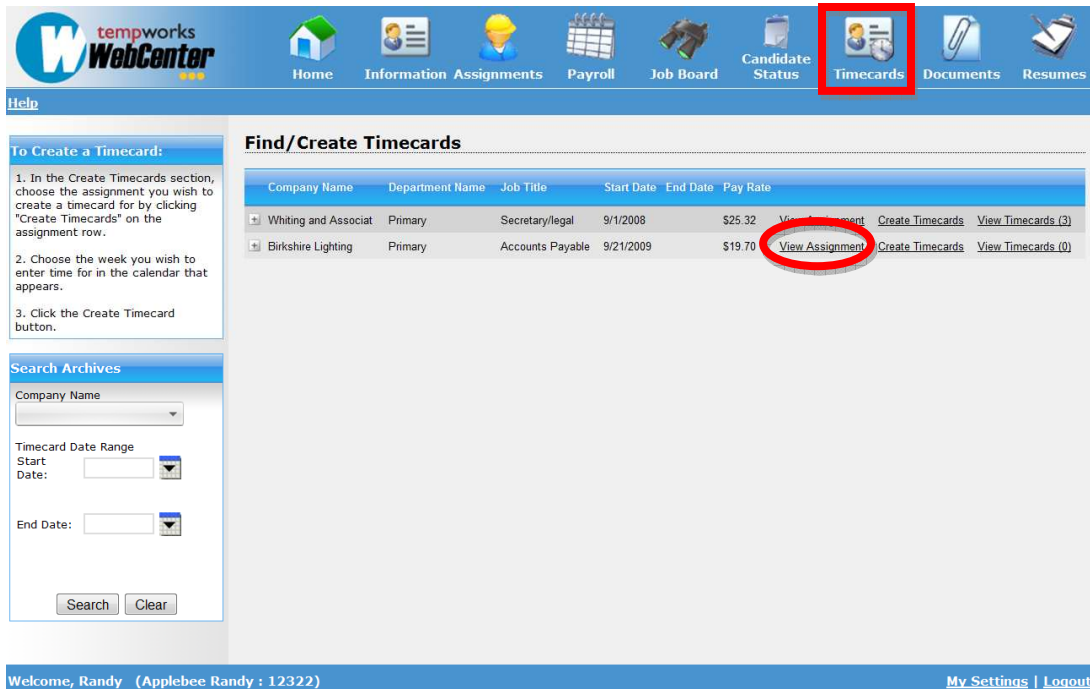 tempworks
WebCenter
Home
Information
Assignments
Payroll
Job Board
Candidate
Status
Timecards
Documents
Resumes
Help
To Create a Timecard:
1. In the Create Timecards section,
choose the assignment you wish to
create a timecard for by clicking
"Create Timecards" on the
assignment row.
2. Choose the week you wish to
enter time for in the calendar that
appears.
3. Click the Create Timecard
button.
Search Archives
Company Name
Timecard Date Range
Start
Date:
End Date:
Search Clear
Find/Create Timecards
Company Name Department Name Job Title Start Date End Date Pay Rate
Whiting and Associat Primary Secretary/legal 9/1/2008 $25.32 View Assignment Create Timecards View Timecards (3)
Birkshire Lighting Primary Accounts Payable 9/21/2009 $19.70 View Assignment Create Timecards View Timecards (0)
Welcome, Randy (Applebee Randy : 12322)
My Settings | Logout